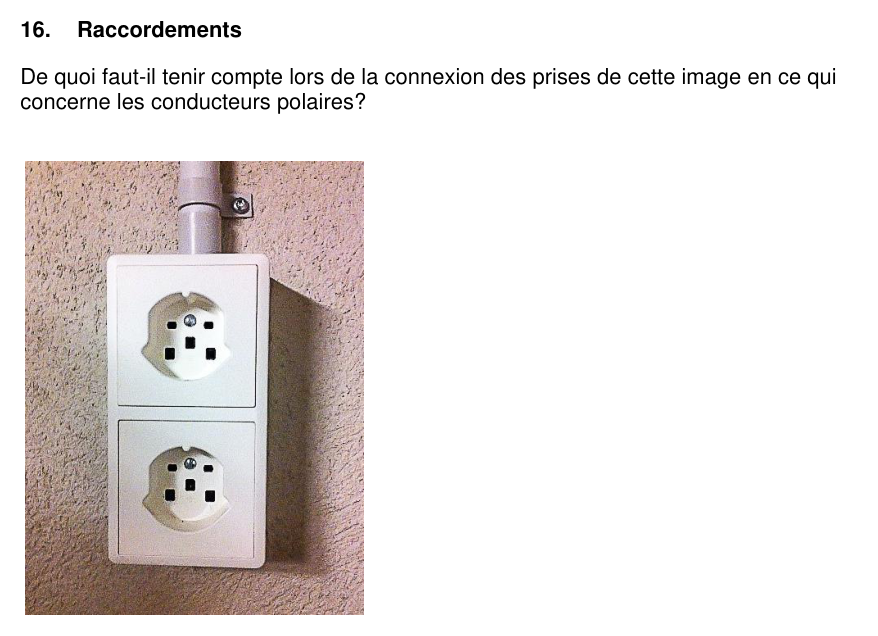 16. Raccordements
De quoi faut-il tenir compte lors de la connexion des prises de cette image en ce qui
concerne les conducteurs polaires?